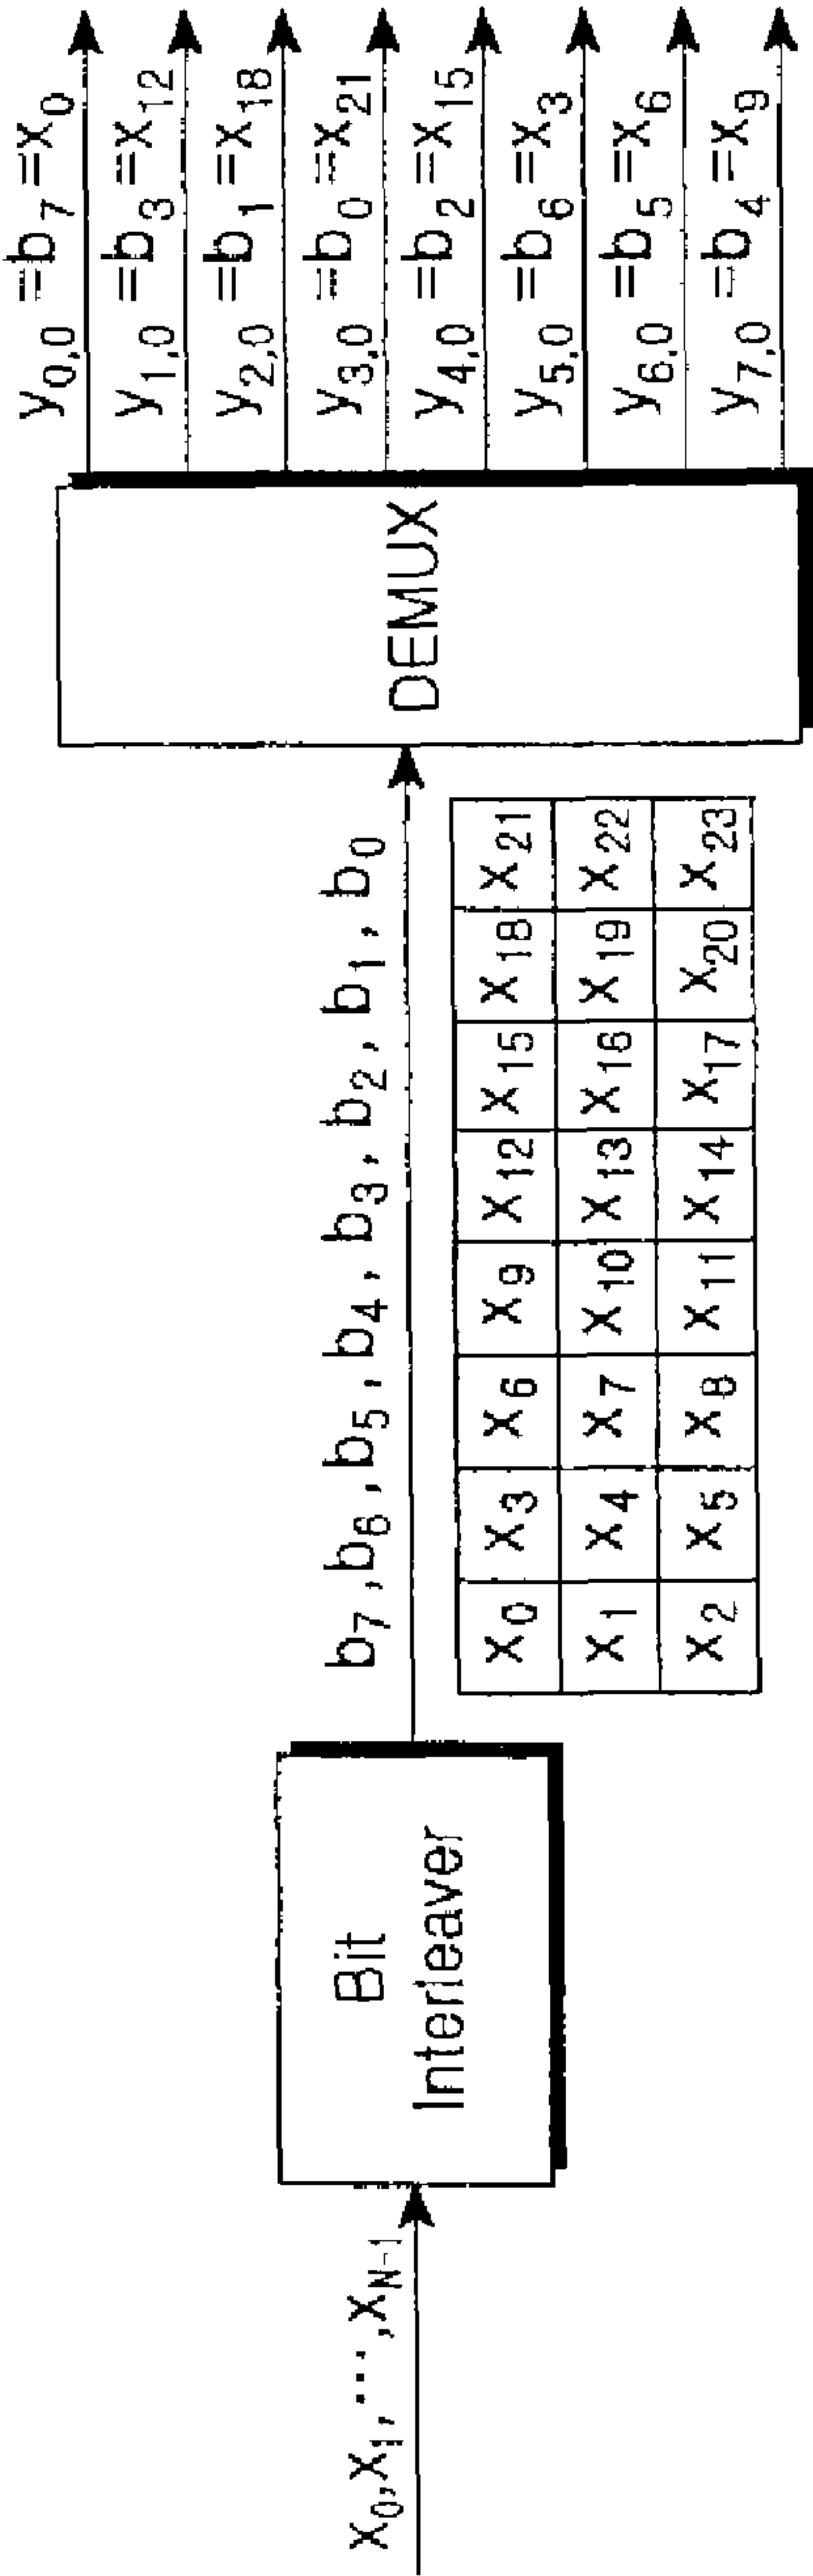 x₀,x₁,⋯,x_{N-1}
Bit
Interleaver
b₇,b₆,b₅,b₄,b₃,b₂,b₁,b₀
x₀ x₃ x₆ x₉ x₁₂ x₁₅ x₁₈ x₂₁
x₁ x₄ x₇ x₁₀ x₁₃ x₁₆ x₁₉ x₂₂
x₂ x₅ x₈ x₁₁ x₁₄ x₁₇ x₂₀ x₂₃
DEMUX
y₀,₀=b₇=x₀
y₁,₀=b₃=x₁₂
y₂,₀=b₁=x₁₈
y₃,₀=b₀=x₂₁
y₄,₀=b₂=x₁₅
y₅,₀=b₆=x₃
y₆,₀=b₅=x₆
y₇,₀=b₄=x₉